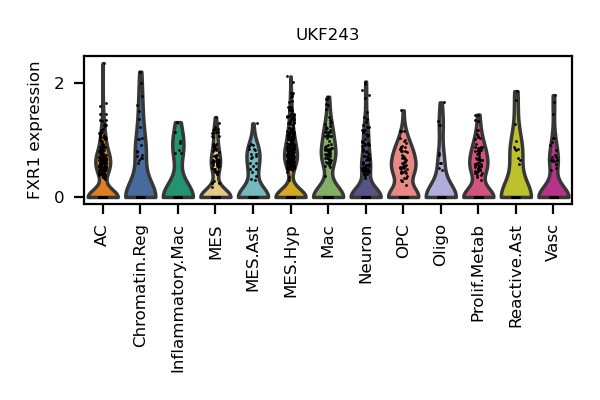 UKF243
FXR1 expression
2
0
AC
Chromatin.Reg
Inflammatory.Mac
MES
MES.Ast
MES.Hyp
Mac
Neuron
OPC
Oligo
Prolif.Metab
Reactive.Ast
Vasc